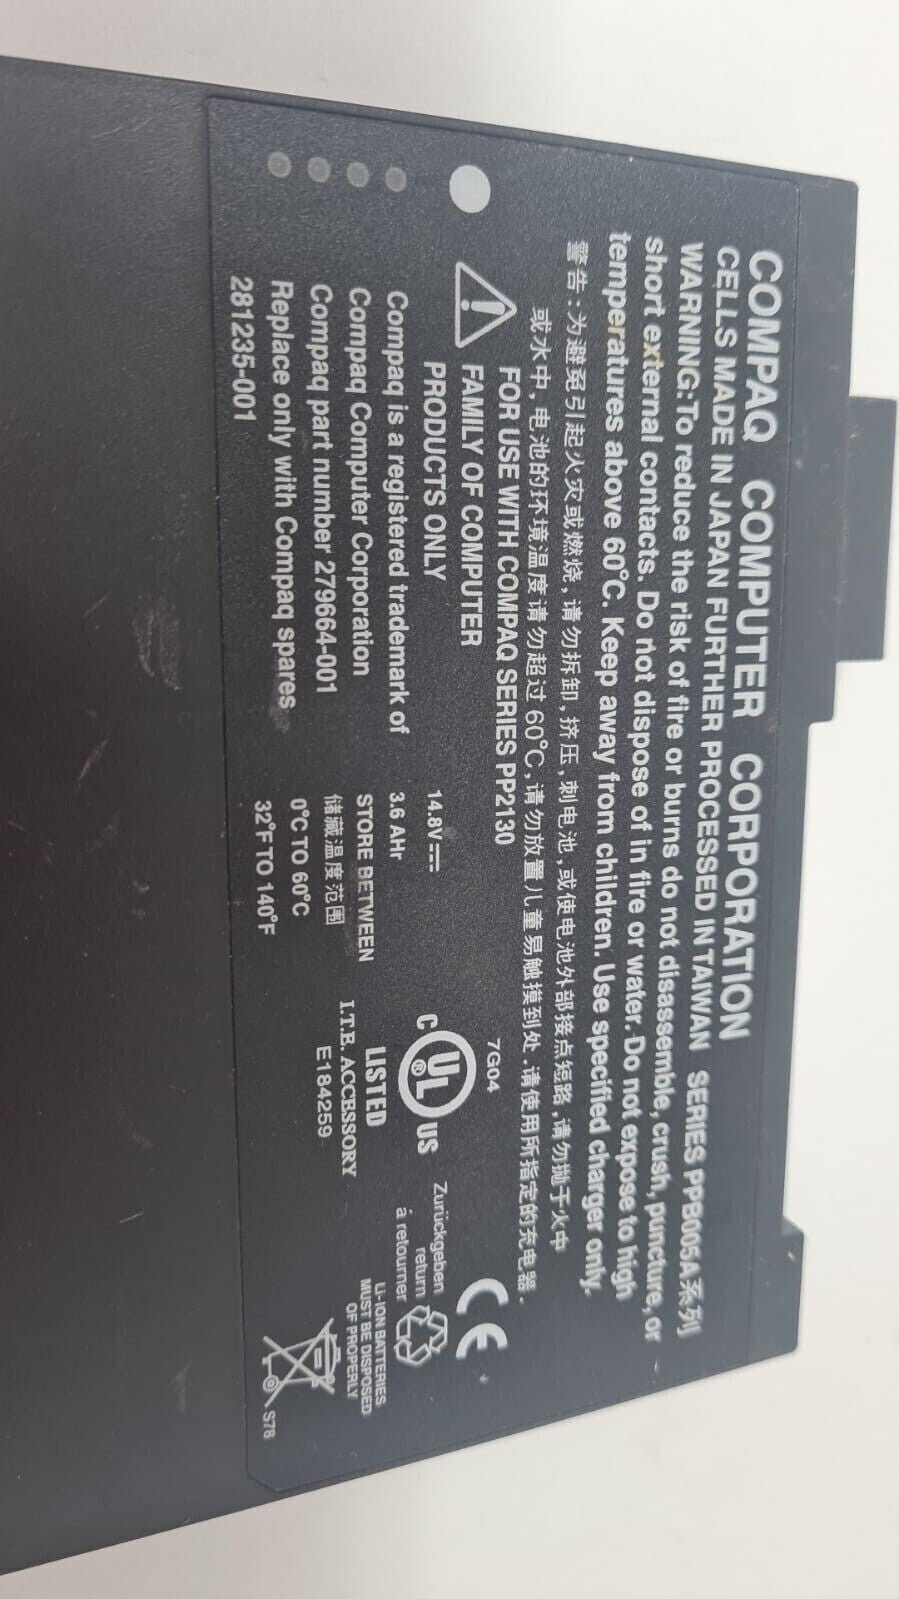 COMPAQ COMPUTER CORPORATION
CELLS MADE IN JAPAN FURTHER PROCESSED IN TAIWAN SERIES PPB005A系列
WARNING:To reduce the risk of fire or burns do not disassemble, crush, puncture, or
short external contacts. Do not dispose of in fire or water. Do not expose to high
temperatures above 60°C. Keep away from children. Use specified charger only.
警告:为避免引起火灾或燃烧,请勿拆卸,挤压,刺电池,或使电池外部接点短路,请勿抛于火中
或水中,电池的环境温度请勿超过60°C,请勿放置儿童易触摸到处.请使用所指定的充电器.
FOR USE WITH COMPAQ SERIES PP2130
FAMILY OF COMPUTER
PRODUCTS ONLY
Compaq is a registered trademark of
Compaq Computer Corporation
Compaq part number 279664-001
Replace only with Compaq spares
281235-001
14.8V
3.6 AHr
STORE BETWEEN
储藏温度范围
0°C TO 60°C
32°F TO 140°F
7G04
C UL® US
LISTED
I.T.E. ACCESSORY
E184259
CE
Zurückgeben
return
á retourner
LI-ION BATTERIES
MUST BE DISPOSED
OF PROPERLY
S78